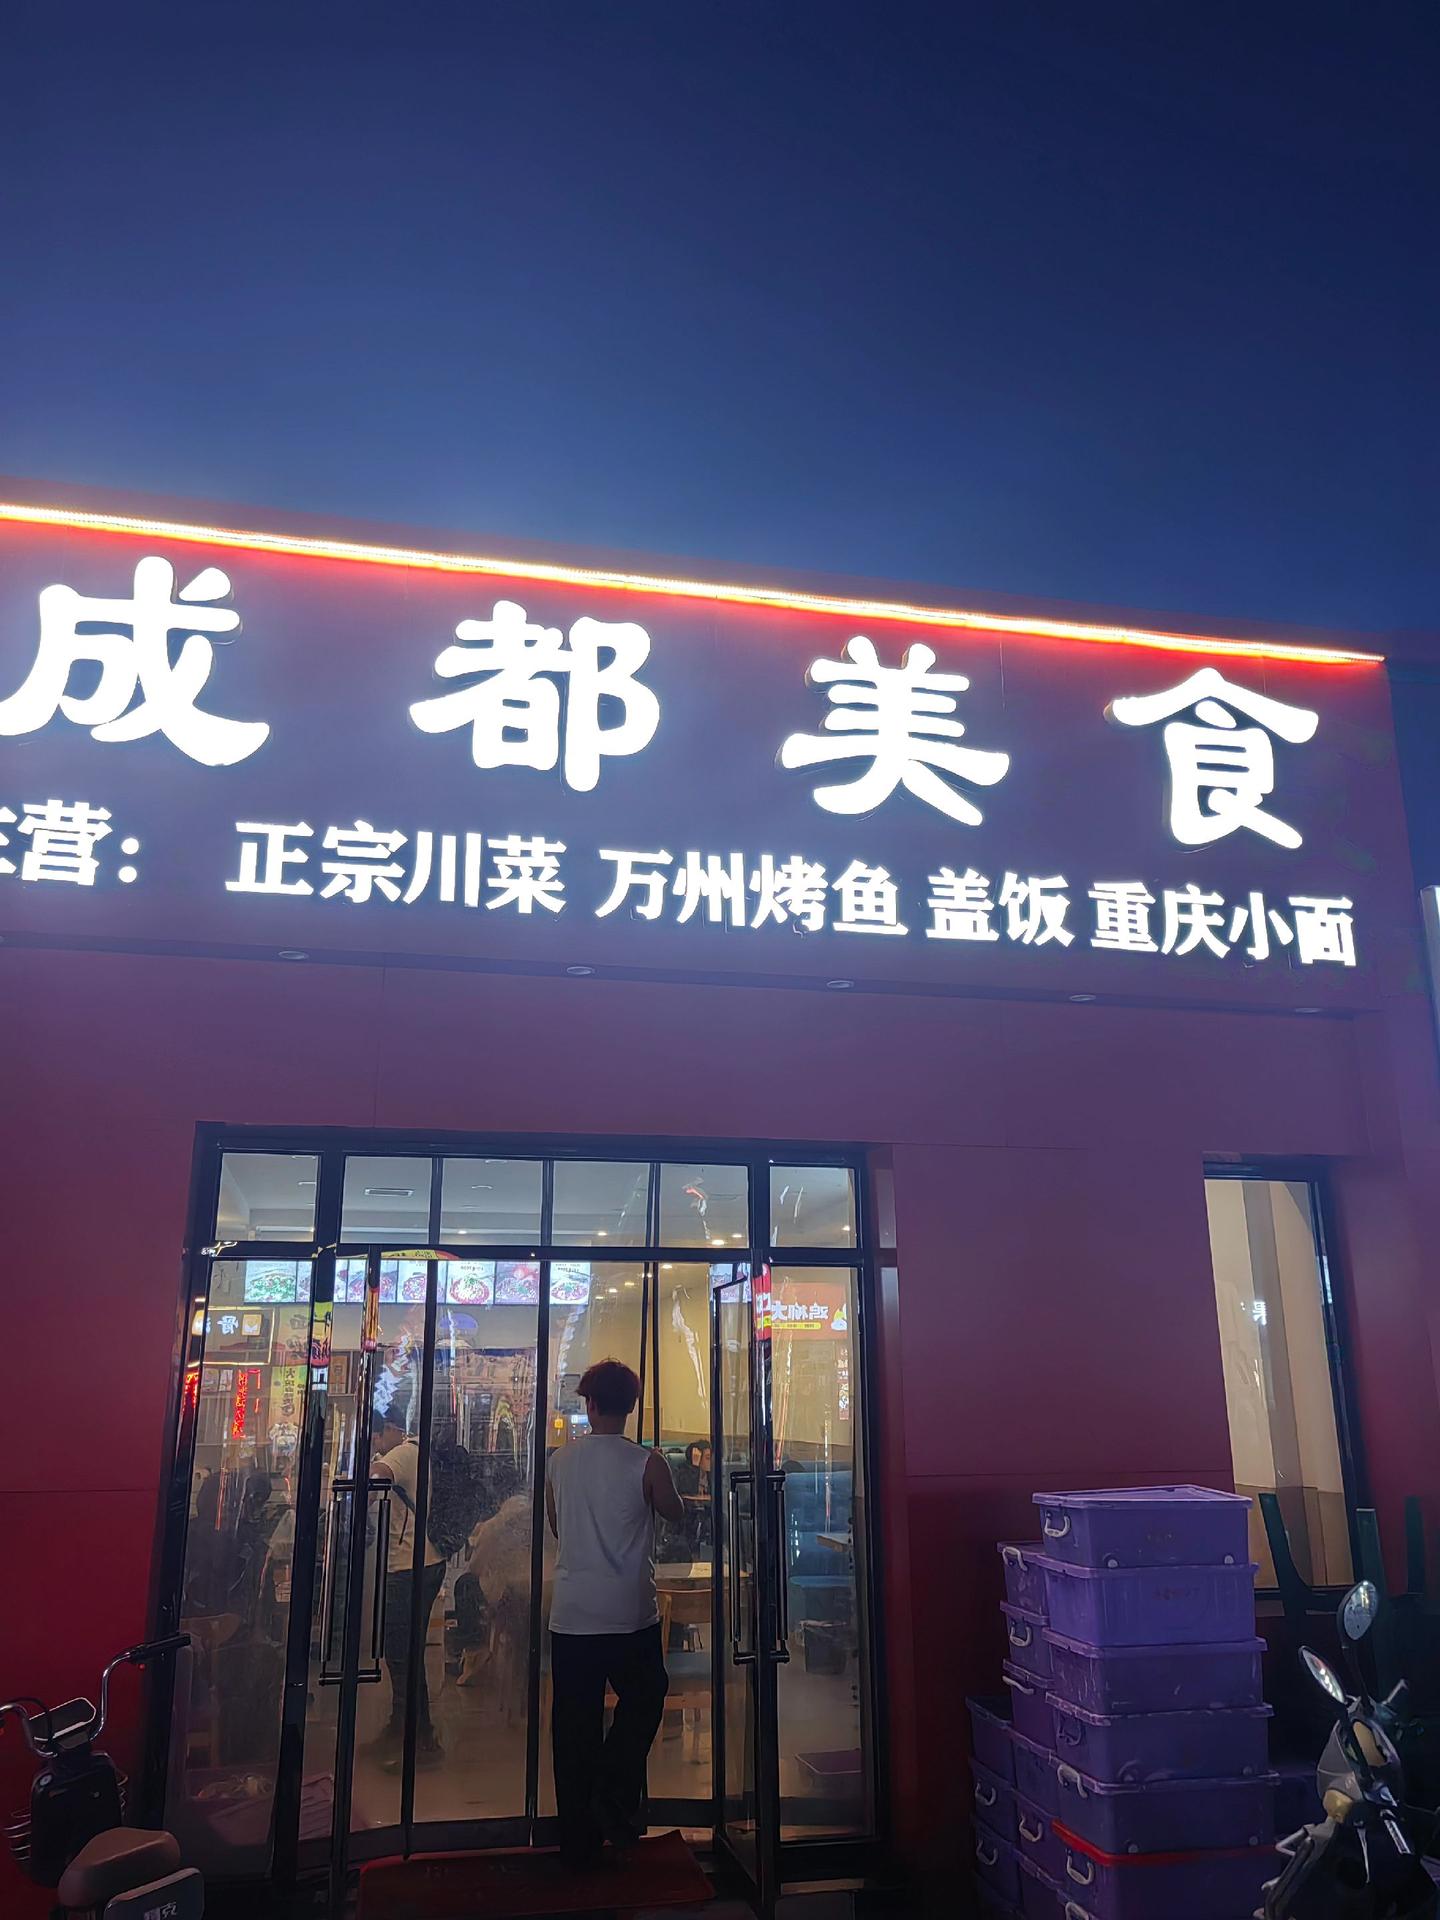 成都美食
主营： 正宗川菜 万州烤鱼 盖饭 重庆小面